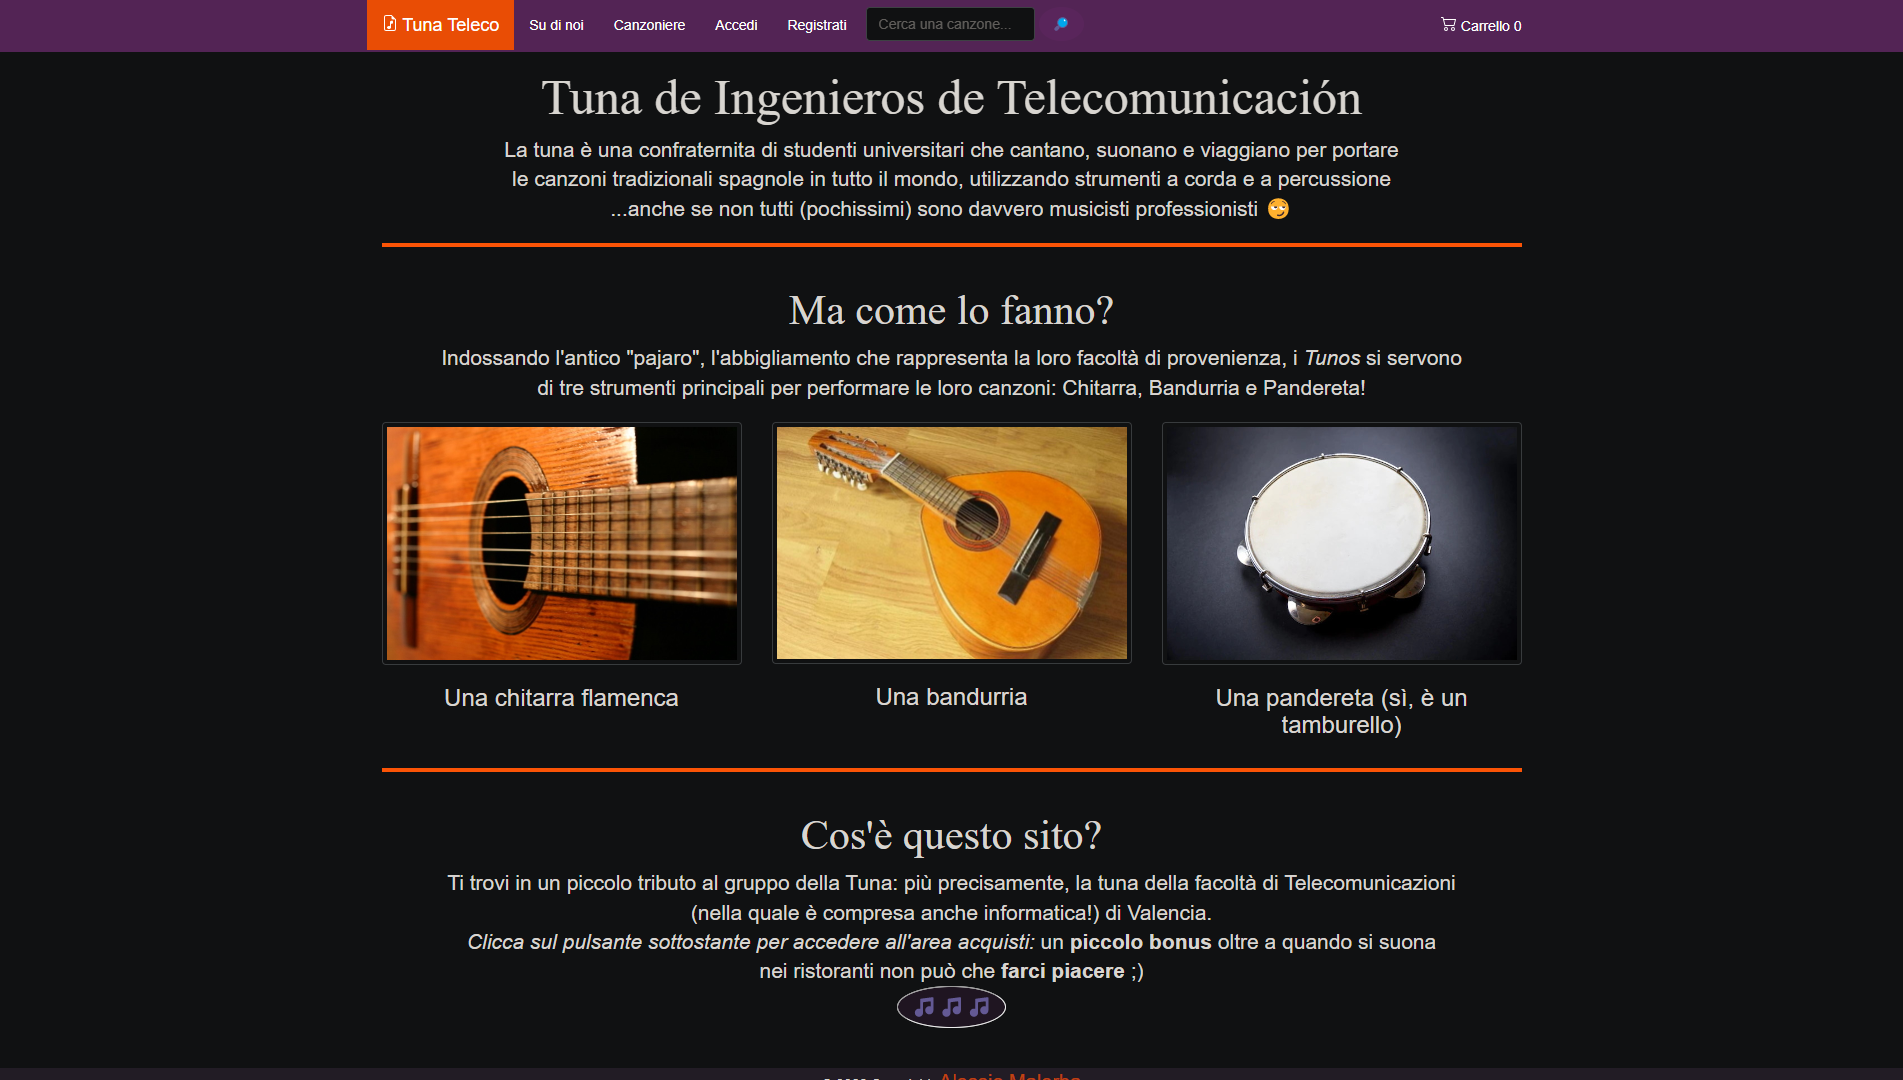 Tuna Teleco Su di noi Canzoniere Accedi Registrati Cerca una canzone... Carrello 0
Tuna de Ingenieros de Telecomunicación
La tuna è una confraternita di studenti universitari che cantano, suonano e viaggiano per portare
le canzoni tradizionali spagnole in tutto il mondo, utilizzando strumenti a corda e a percussione
...anche se non tutti (pochissimi) sono davvero musicisti professionisti 🙄
Ma come lo fanno?
Indossando l'antico "pajaro", l'abbigliamento che rappresenta la loro facoltà di provenienza, i Tunos si servono
di tre strumenti principali per performare le loro canzoni: Chitarra, Bandurria e Pandereta!
Una chitarra flamenca
Una bandurria
Una pandereta (sì, è un
tamburello)
Cos'è questo sito?
Ti trovi in un piccolo tributo al gruppo della Tuna: più precisamente, la tuna della facoltà di Telecomunicazioni
(nella quale è compresa anche informatica!) di Valencia.
Clicca sul pulsante sottostante per accedere all'area acquisti: un piccolo bonus oltre a quando si suona
nei ristoranti non può che farci piacere ;)